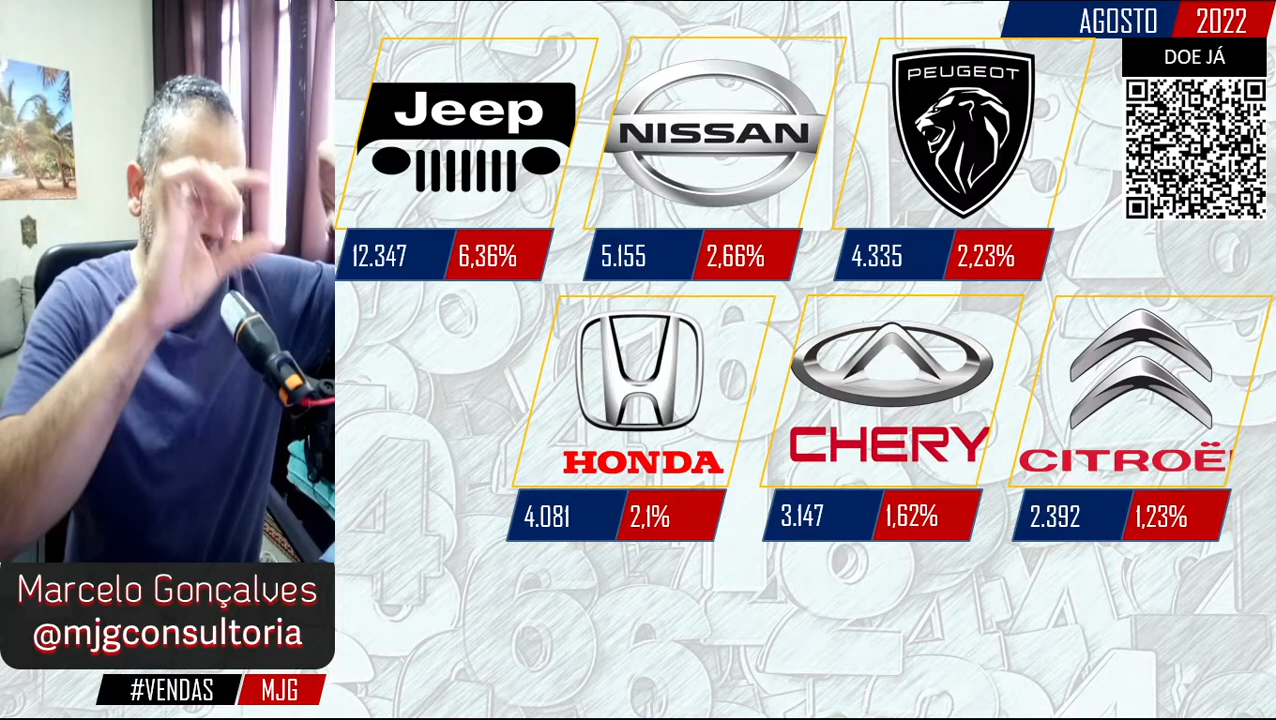 AGOSTO 2022
DOE JÁ
Jeep
NISSAN
PEUGEOT
12.347 6,36%
5.155 2,66%
4.335 2,23%
HONDA
CHERY
CITROË
4.081 2,1%
3.147 1,62%
2.392 1,23%
Marcelo Gonçalves
@mjgconsultoria
#VENDAS MJG